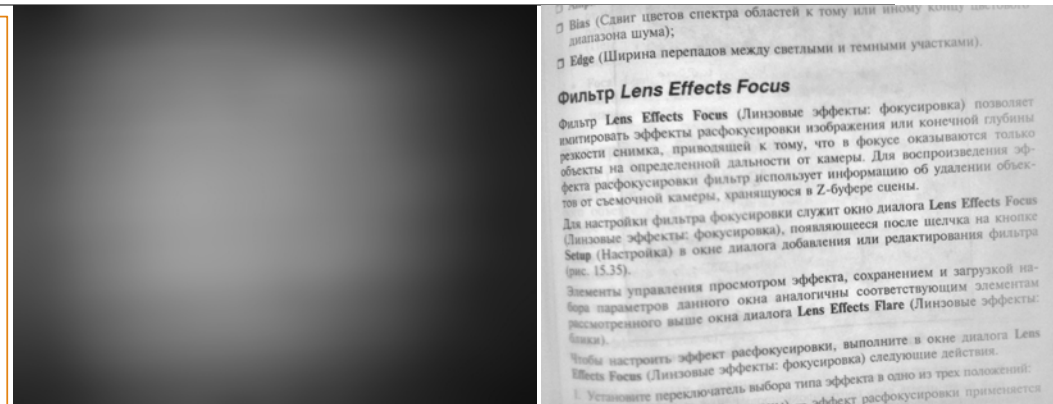 ❒ Bias (Сдвиг цветов спектра областей к тому или иному концу цветового
диапазона шума);
❒ Edge (Ширина перепадов между светлыми и темными участками).
Фильтр Lens Effects Focus
Фильтр Lens Effects Focus (Линзовые эффекты: фокусировка) позволяет
имитировать эффекты расфокусировки изображения или конечной глубины
резкости снимка, приводящей к тому, что в фокусе оказываются только
объекты на определенной дальности от камеры. Для воспроизведения эф-
фекта расфокусировки фильтр использует информацию об удалении объек-
тов от съемочной камеры, хранящуюся в Z-буфере сцены.
Для настройки фильтра фокусировки служит окно диалога Lens Effects Focus
(Линзовые эффекты: фокусировка), появляющееся после щелчка на кнопке
Setup (Настройка) в окне диалога добавления или редактирования фильтра
(рис. 15.35).
Элементы управления просмотром эффекта, сохранением и загрузкой на-
бора параметров данного окна аналогичны соответствующим элементам
рассмотренного выше окна диалога Lens Effects Flare (Линзовые эффекты:
блики).
Чтобы настроить эффект расфокусировки, выполните в окне диалога Lens
Effects Focus (Линзовые эффекты: фокусировка) следующие действия.
1. Установите переключатель выбора типа эффекта в одно из трех положений:
эффект расфокусировки применяется